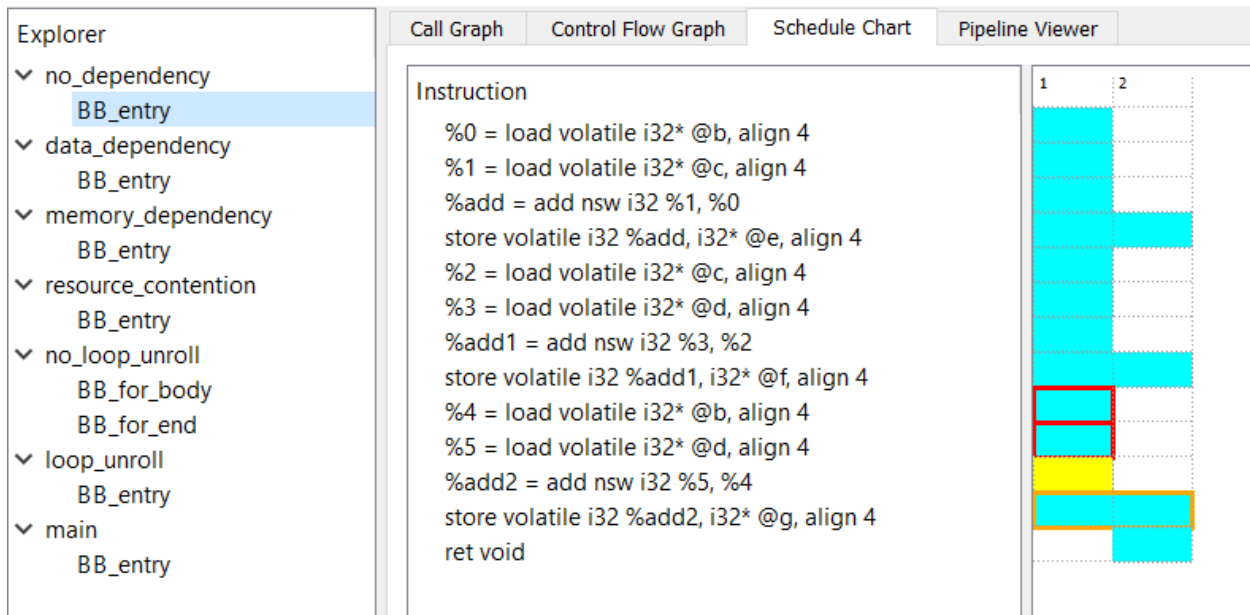 Explorer
no_dependency
BB_entry
data_dependency
BB_entry
memory_dependency
BB_entry
resource_contention
BB_entry
no_loop_unroll
BB_for_body
BB_for_end
loop_unroll
BB_entry
main
BB_entry
Call Graph Control Flow Graph Schedule Chart Pipeline Viewer
Instruction
%0 = load volatile i32* @b, align 4
%1 = load volatile i32* @c, align 4
%add = add nsw i32 %1, %0
store volatile i32 %add, i32* @e, align 4
%2 = load volatile i32* @c, align 4
%3 = load volatile i32* @d, align 4
%add1 = add nsw i32 %3, %2
store volatile i32 %add1, i32* @f, align 4
%4 = load volatile i32* @b, align 4
%5 = load volatile i32* @d, align 4
%add2 = add nsw i32 %5, %4
store volatile i32 %add2, i32* @g, align 4
ret void
1 2